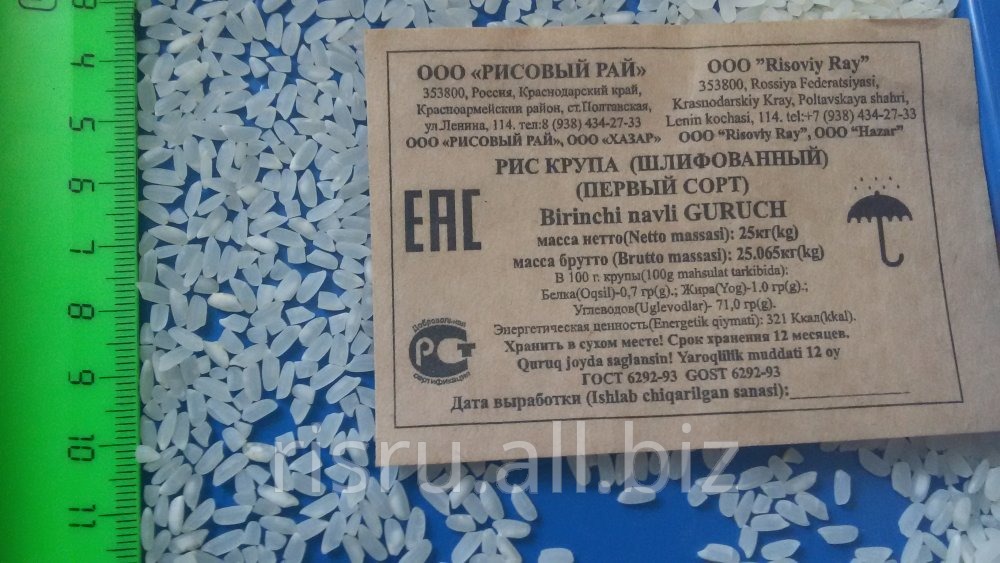 ООО «РИСОВЫЙ РАЙ»
353800, Россия, Краснодарский край,
Красноармейский район, ст.Полтавская,
ул.Ленина, 114. тел:8 (938) 434-27-33
ООО «РИСОВЫЙ РАЙ», ООО «ХАЗАР»
ООО "Risoviy Ray"
353800, Rossiya Federatsiyasi,
Krasnodarskiy Kray, Poltavskaya shahri,
Lenin kochasi, 114. tel:+7 (938) 434-27-33
ООО "Risoviy Ray", ООО "Hazar"
РИС КРУПА (ШЛИФОВАННЫЙ)
(ПЕРВЫЙ СОРТ)
Birinchi navli GURUCH
масса нетто(Netto massasi): 25кг(kg)
масса брутто (Brutto massasi): 25.065кг(kg)
В 100 г. крупы(100g mahsulat tarkibida):
Белка(Oqsil)-0,7 гр(g).; Жира(Yog)-1.0 гр(g).;
Углеводов(Uglevodlar)- 71,0 гр(g).
Энергетическая ценность(Energetik qiymati): 321 Ккал(kkal).
Хранить в сухом месте! Срок хранения 12 месяцев.
Quruq joyda saglansin! Yaroqlilik muddati 12 oy
ГОСТ 6292-93 GOST 6292-93
Дата выработки (Ishlab chiqarilgan sanasi):
EAC
Добровольная
РСТ
сертификация
4
5
6
7
8
9
10
11
risru.all.biz